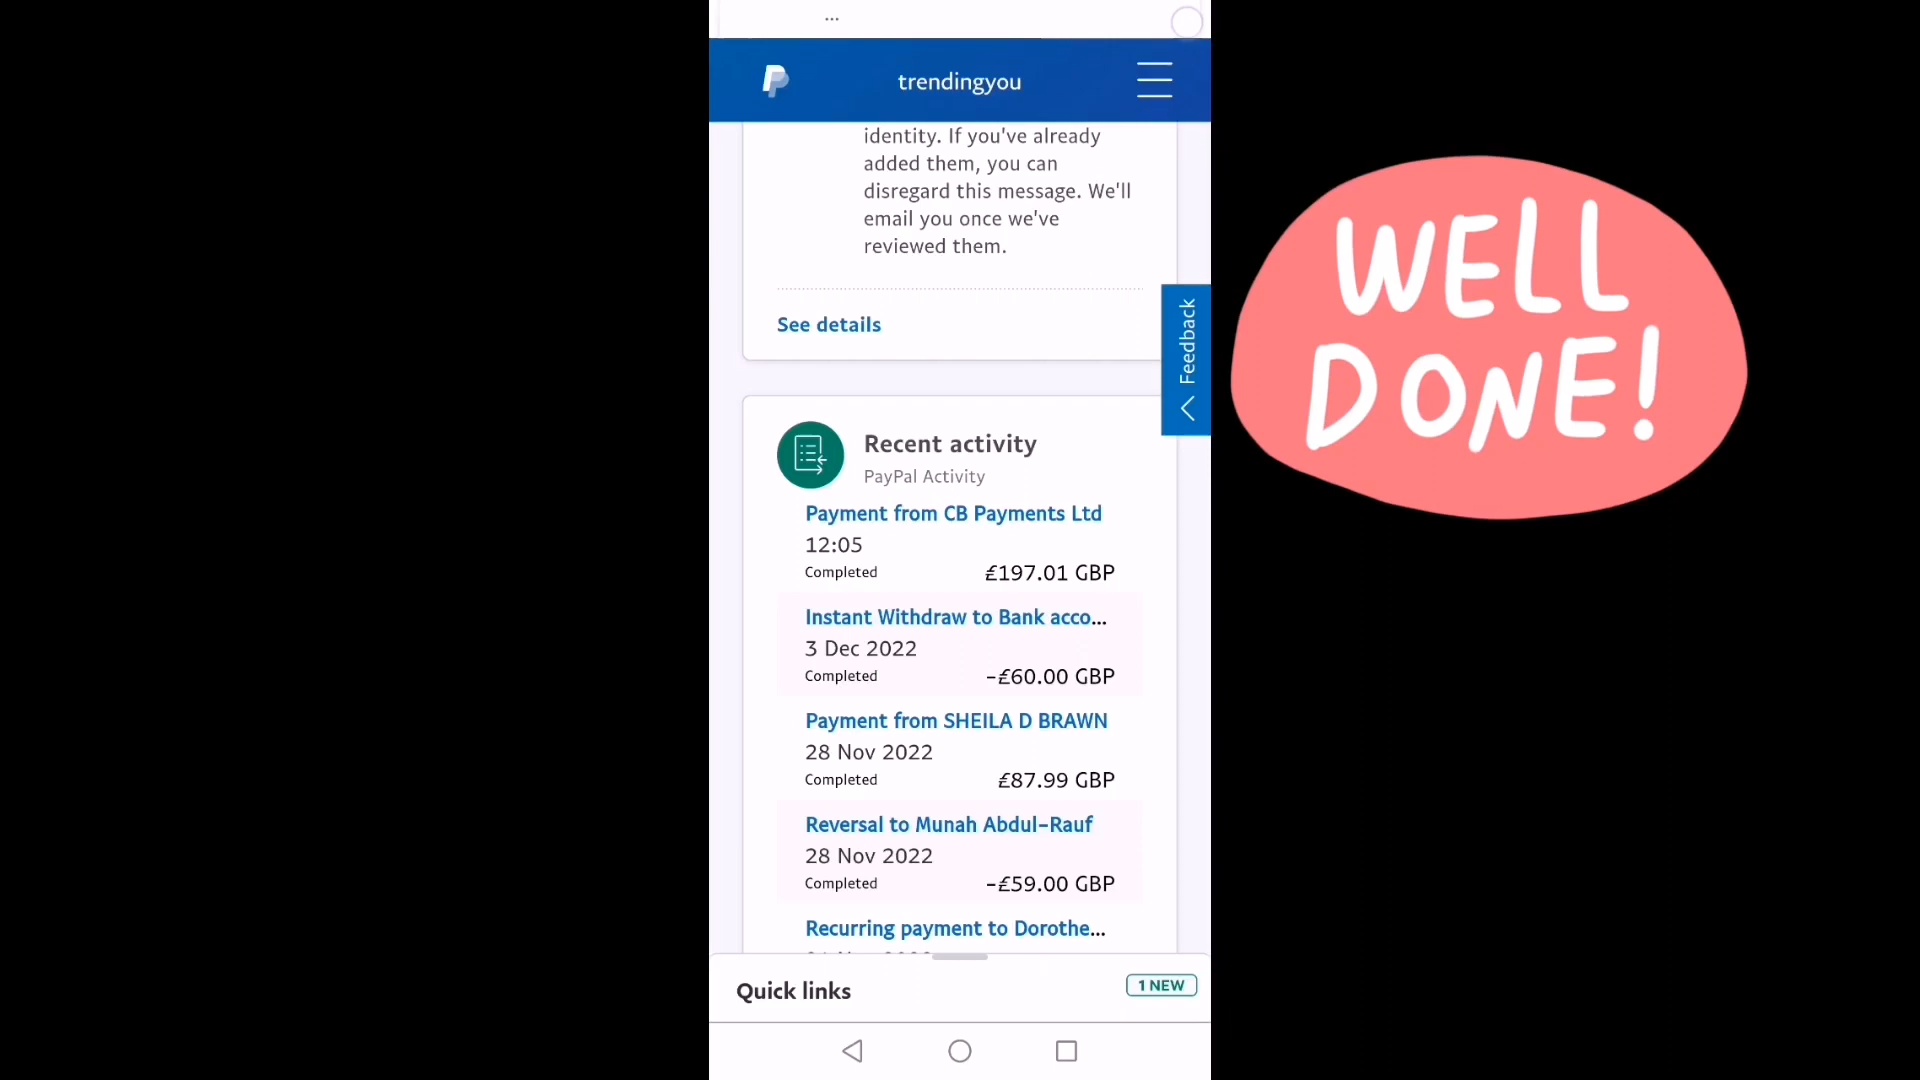 ...
trendingyou
identity. If you've already
added them, you can
disregard this message. We'll
email you once we've
reviewed them.
See details
Feedback
Recent activity
PayPal Activity
Payment from CB Payments Ltd
12:05
Completed £197.01 GBP
Instant Withdraw to Bank acco...
3 Dec 2022
Completed -£60.00 GBP
Payment from SHEILA D BRAWN
28 Nov 2022
Completed £87.99 GBP
Reversal to Munah Abdul-Rauf
28 Nov 2022
Completed -£59.00 GBP
Recurring payment to Dorothe...
Quick links
1 NEW
WELL
DONE!